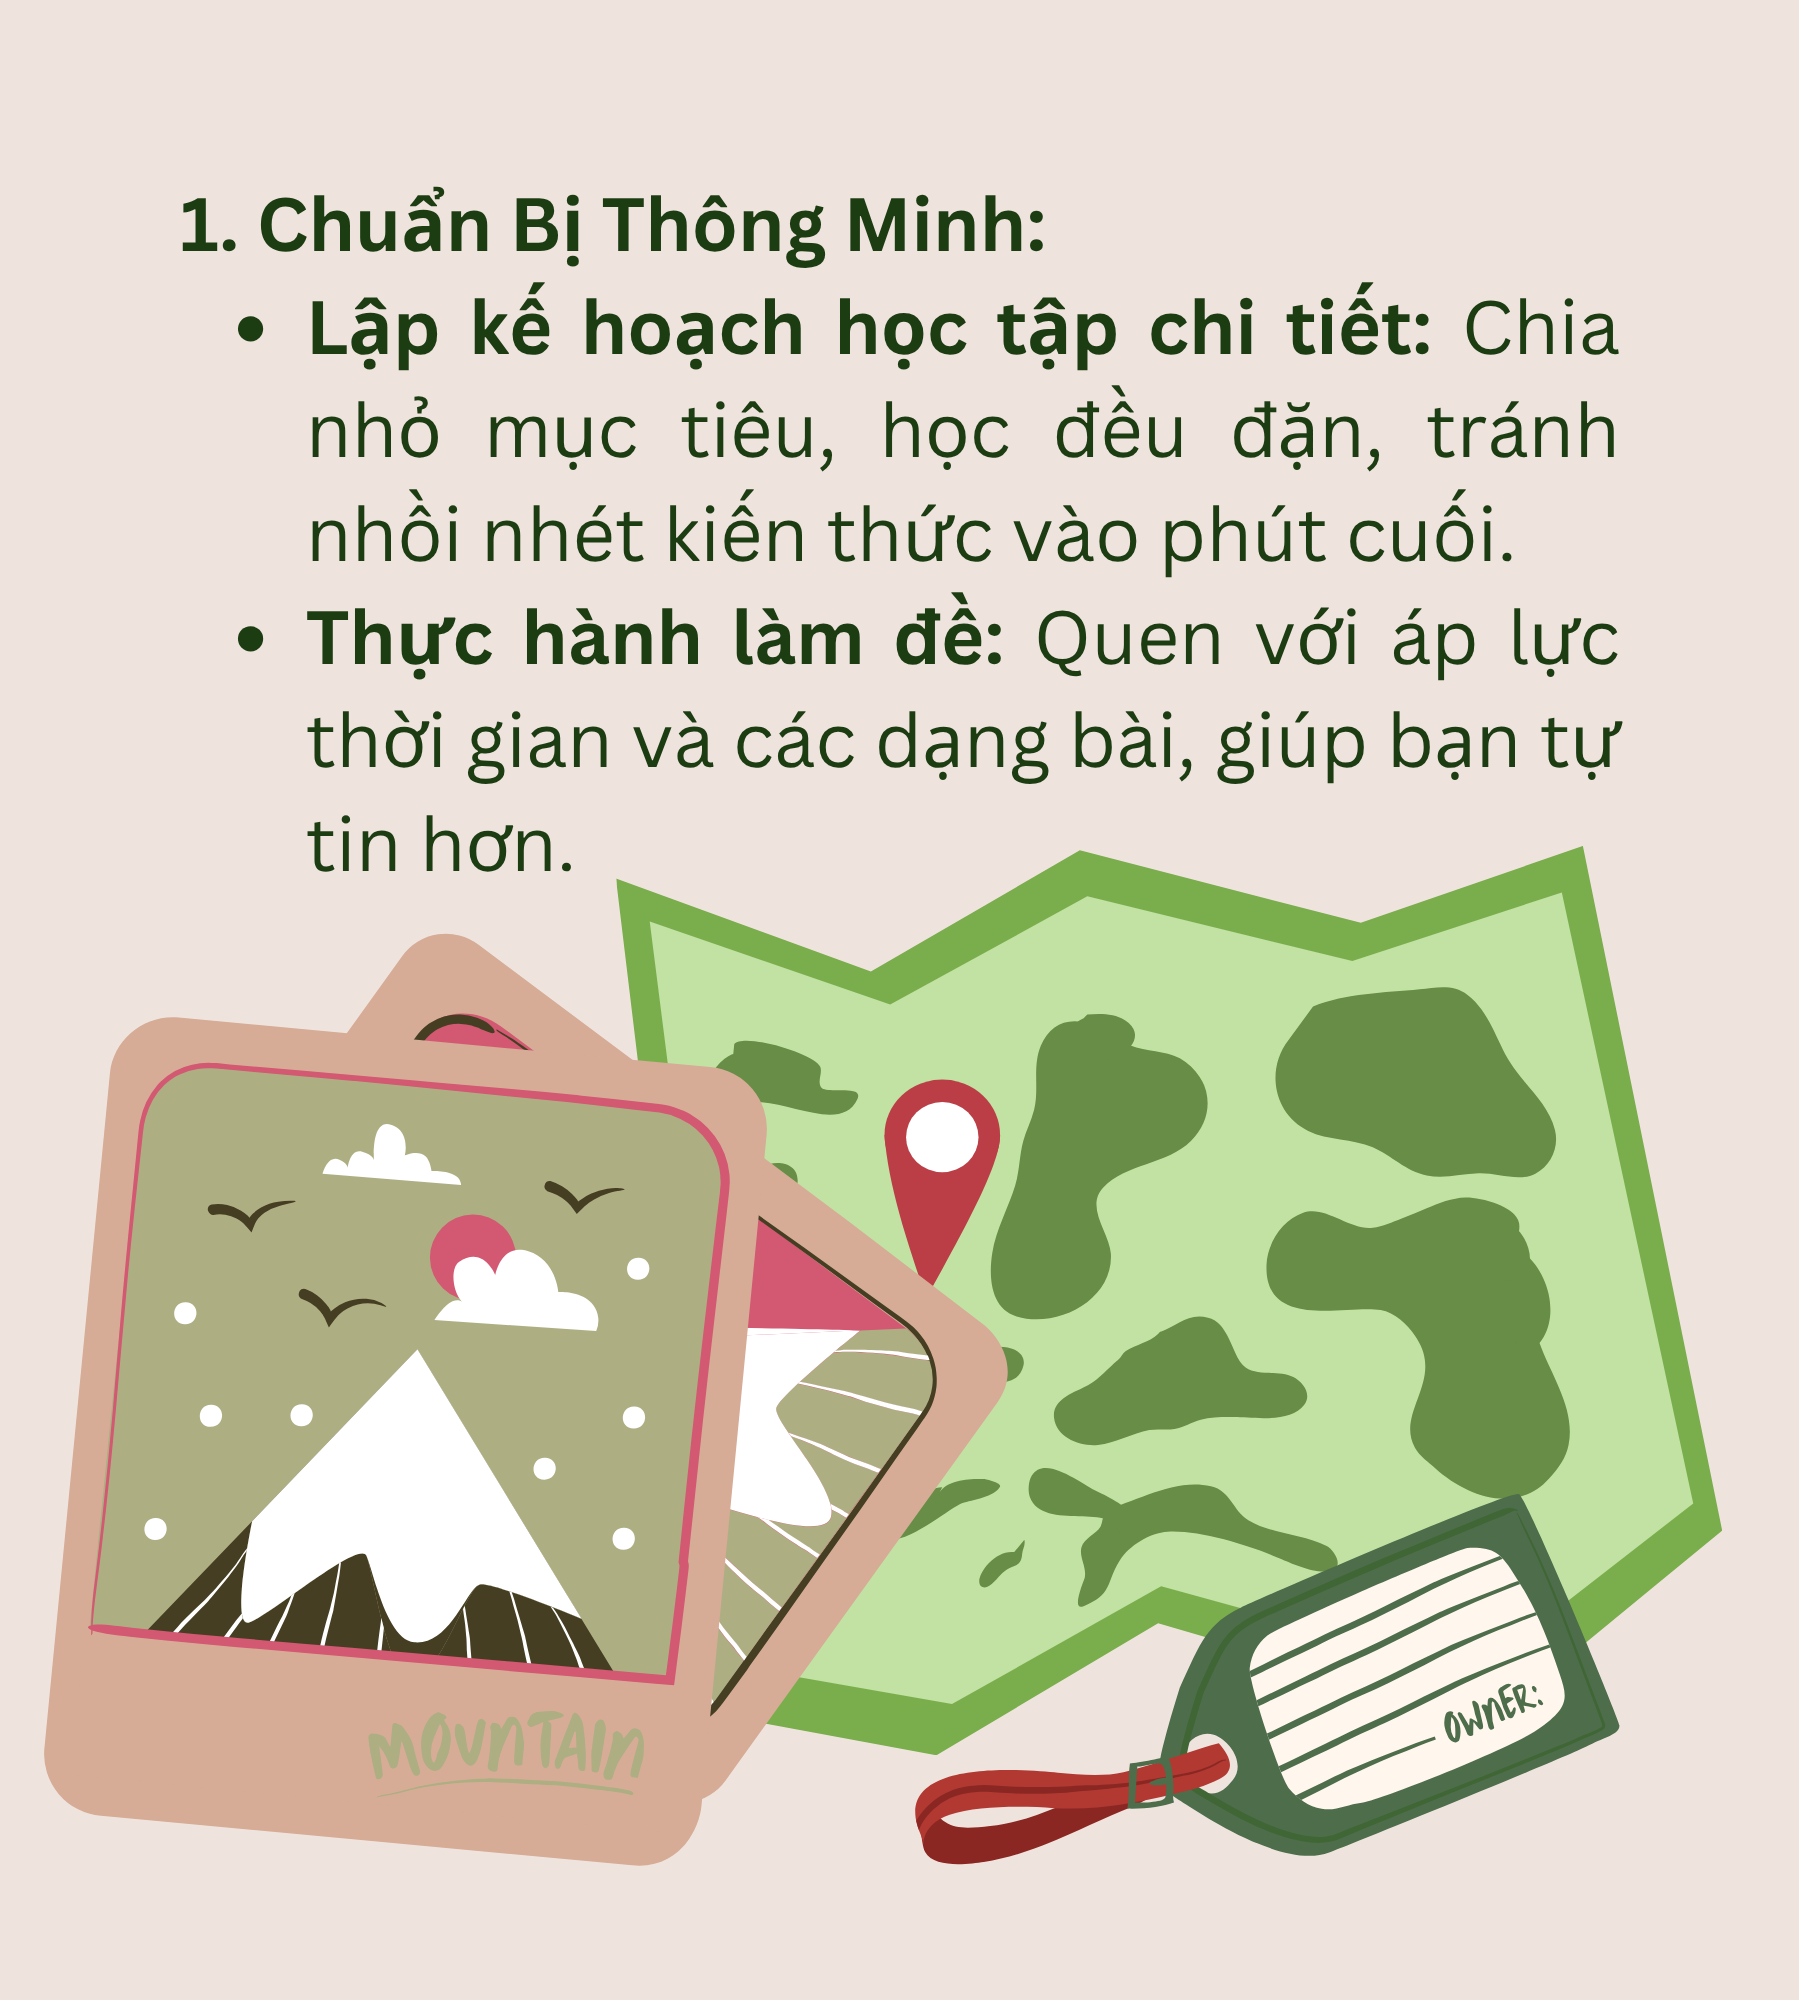 1. Chuẩn Bị Thông Minh:
• Lập kế hoạch học tập chi tiết: Chia
nhỏ mục tiêu, học đều đặn, tránh
nhồi nhét kiến thức vào phút cuối.
• Thực hành làm đề: Quen với áp lực
thời gian và các dạng bài, giúp bạn tự
tin hơn.
MOUNTAIN
OWNER: